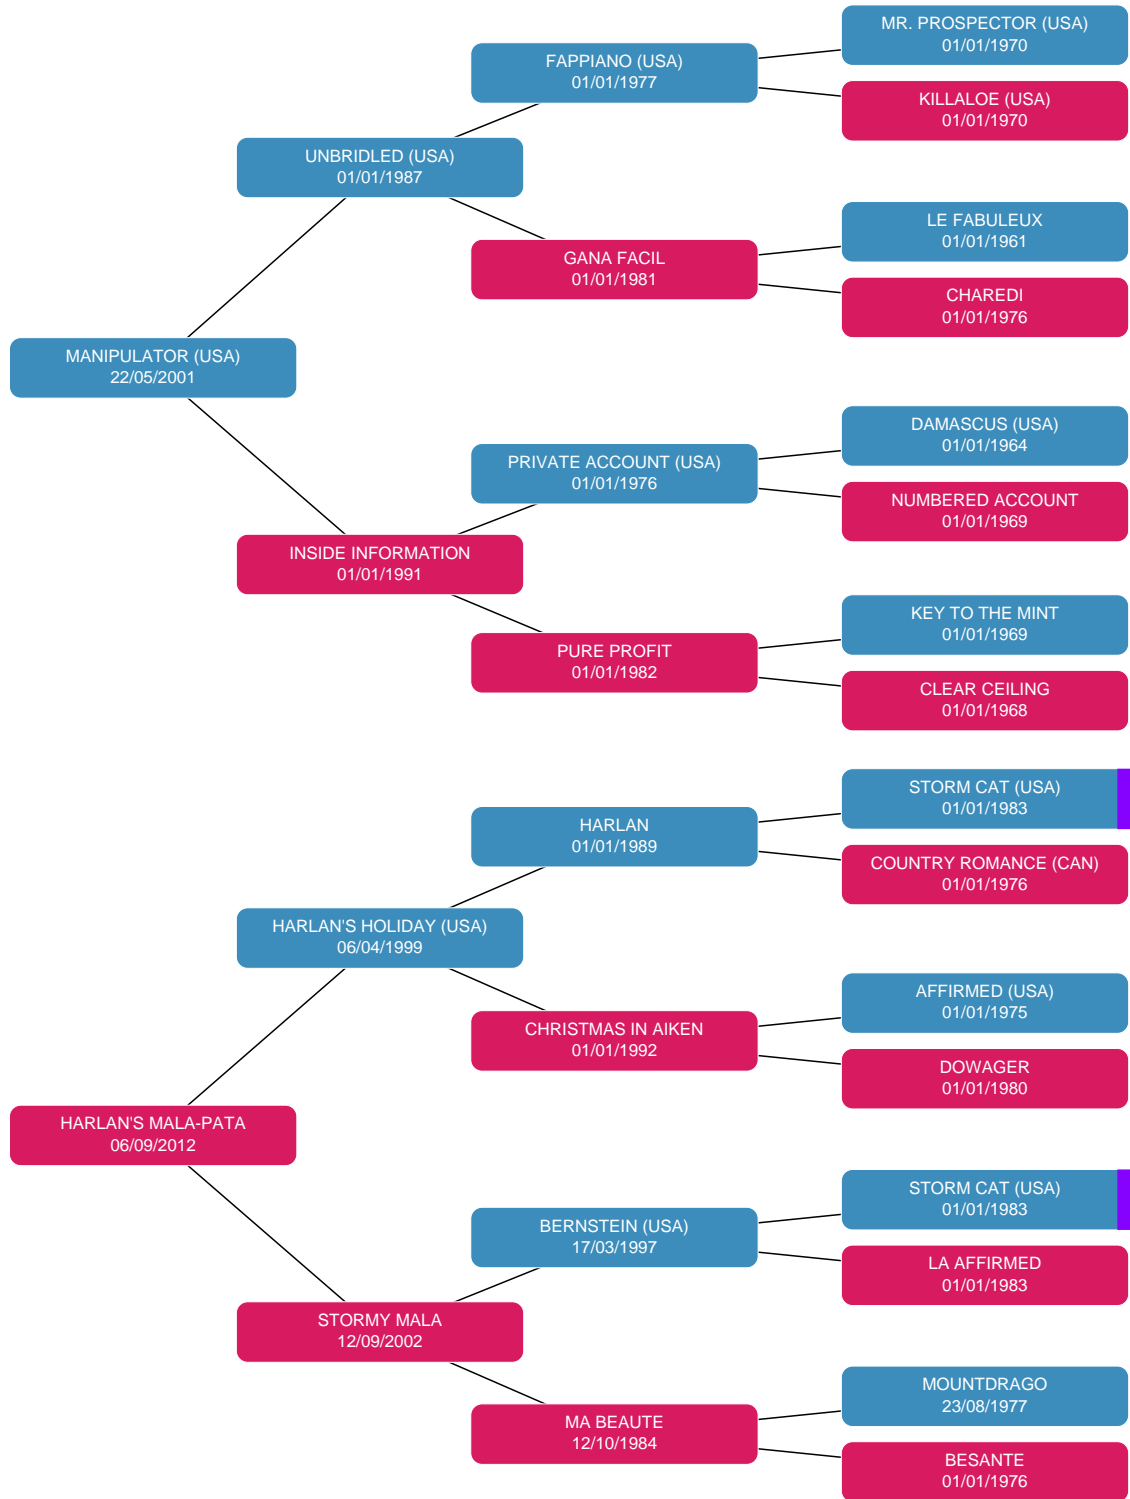 MR. PROSPECTOR (USA)
01/01/1970
FAPPIANO (USA)
01/01/1977
KILLALOE (USA)
01/01/1970
UNBRIDLED (USA)
01/01/1987
LE FABULEUX
01/01/1961
GANA FACIL
01/01/1981
CHAREDI
01/01/1976
MANIPULATOR (USA)
22/05/2001
DAMASCUS (USA)
01/01/1964
PRIVATE ACCOUNT (USA)
01/01/1976
NUMBERED ACCOUNT
01/01/1969
INSIDE INFORMATION
01/01/1991
KEY TO THE MINT
01/01/1969
PURE PROFIT
01/01/1982
CLEAR CEILING
01/01/1968
STORM CAT (USA)
01/01/1983
HARLAN
01/01/1989
COUNTRY ROMANCE (CAN)
01/01/1976
HARLAN'S HOLIDAY (USA)
06/04/1999
AFFIRMED (USA)
01/01/1975
CHRISTMAS IN AIKEN
01/01/1992
DOWAGER
01/01/1980
HARLAN'S MALA-PATA
06/09/2012
STORM CAT (USA)
01/01/1983
BERNSTEIN (USA)
17/03/1997
LA AFFIRMED
01/01/1983
STORMY MALA
12/09/2002
MOUNTDRAGO
23/08/1977
MA BEAUTE
12/10/1984
BESANTE
01/01/1976